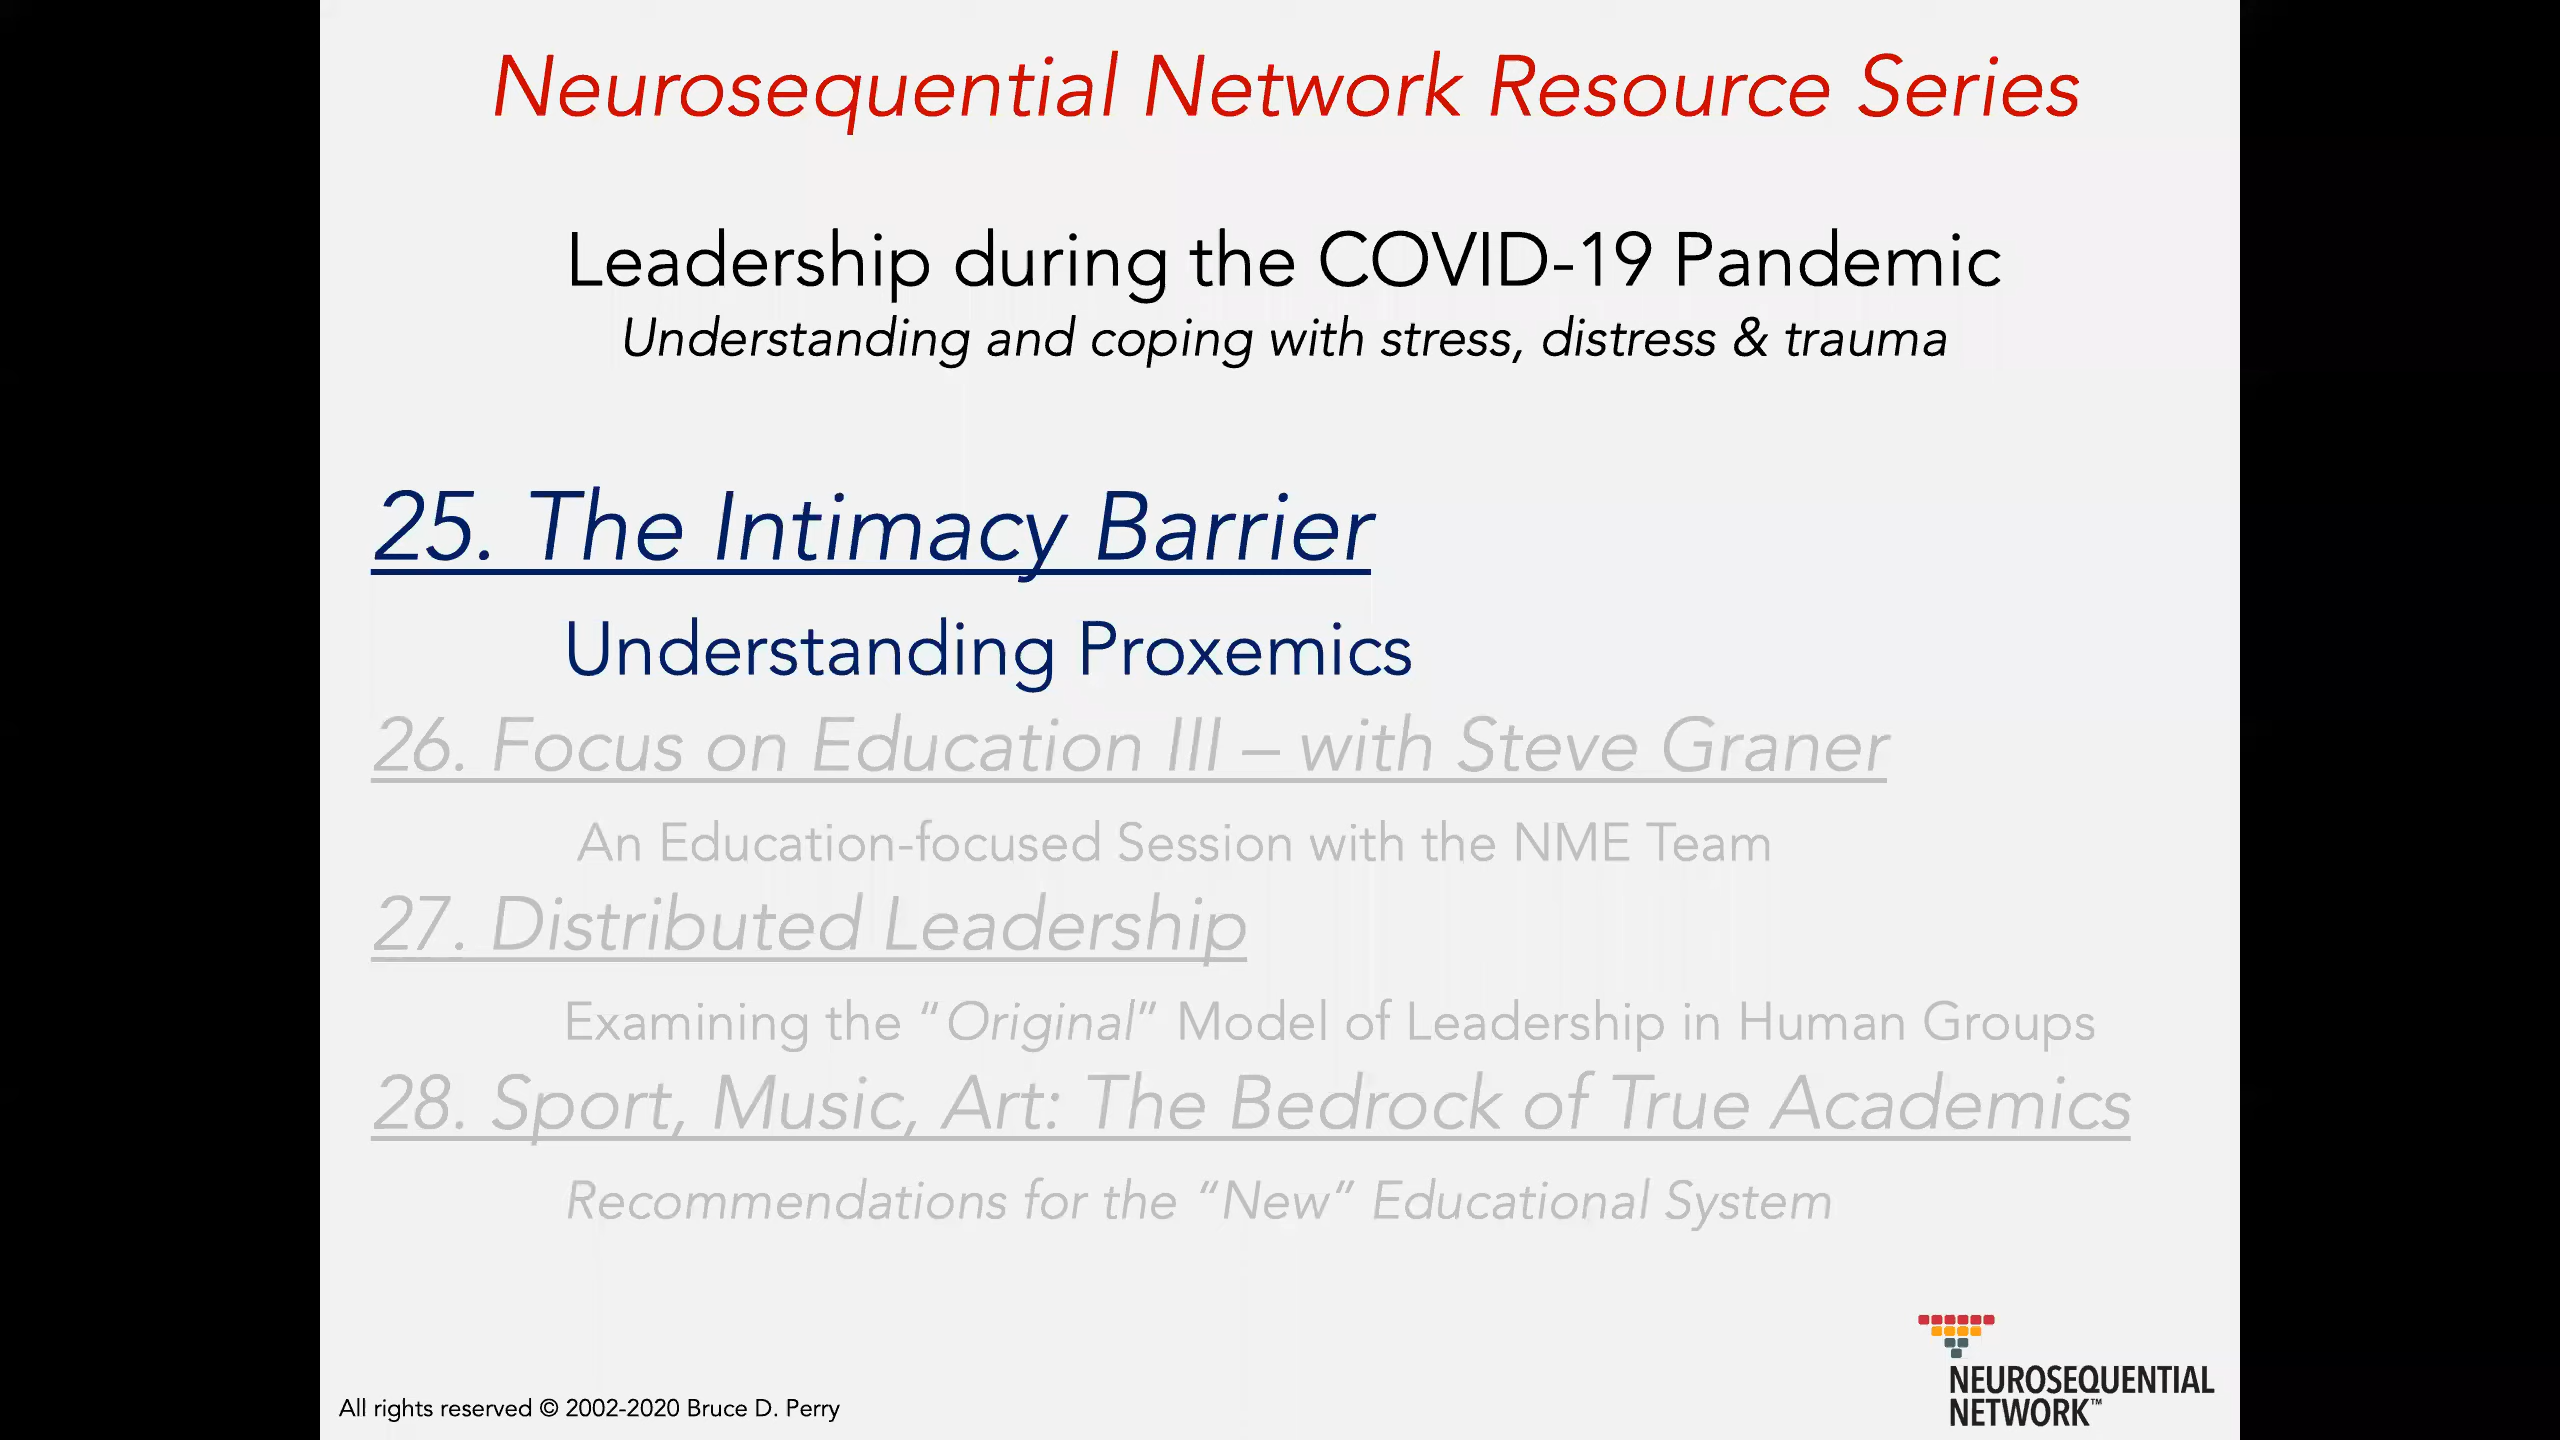 Neurosequential Network Resource Series
Leadership during the COVID-19 Pandemic
Understanding and coping with stress, distress & trauma
25. The Intimacy Barrier
Understanding Proxemics
26. Focus on Education III – with Steve Graner
An Education-focused Session with the NME Team
27. Distributed Leadership
Examining the “Original” Model of Leadership in Human Groups
28. Sport, Music, Art: The Bedrock of True Academics
Recommendations for the “New” Educational System
All rights reserved © 2002-2020 Bruce D. Perry
NEUROSEQUENTIAL
NETWORK™